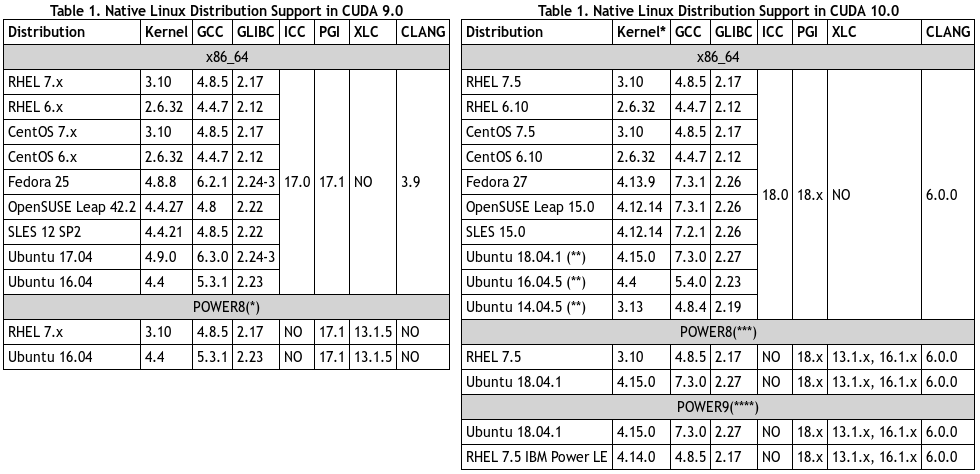 Table 1. Native Linux Distribution Support in CUDA 9.0
Distribution Kernel GCC GLIBC ICC PGI XLC CLANG
x86_64
RHEL 7.x 3.10 4.8.5 2.17
RHEL 6.x 2.6.32 4.4.7 2.12
CentOS 7.x 3.10 4.8.5 2.17
CentOS 6.x 2.6.32 4.4.7 2.12
Fedora 25 4.8.8 6.2.1 2.24-3 17.0 17.1 NO 3.9
OpenSUSE Leap 42.2 4.4.27 4.8 2.22
SLES 12 SP2 4.4.21 4.8.5 2.22
Ubuntu 17.04 4.9.0 6.3.0 2.24-3
Ubuntu 16.04 4.4 5.3.1 2.23
POWER8(*)
RHEL 7.x 3.10 4.8.5 2.17 NO 17.1 13.1.5 NO
Ubuntu 16.04 4.4 5.3.1 2.23 NO 17.1 13.1.5 NO
Table 1. Native Linux Distribution Support in CUDA 10.0
Distribution Kernel* GCC GLIBC ICC PGI XLC CLANG
x86_64
RHEL 7.5 3.10 4.8.5 2.17
RHEL 6.10 2.6.32 4.4.7 2.12
CentOS 7.5 3.10 4.8.5 2.17
CentOS 6.10 2.6.32 4.4.7 2.12
Fedora 27 4.13.9 7.3.1 2.26
18.0 18.x NO 6.0.0
OpenSUSE Leap 15.0 4.12.14 7.3.1 2.26
SLES 15.0 4.12.14 7.2.1 2.26
Ubuntu 18.04.1 (**) 4.15.0 7.3.0 2.27
Ubuntu 16.04.5 (**) 4.4 5.4.0 2.23
Ubuntu 14.04.5 (**) 3.13 4.8.4 2.19
POWER8(***)
RHEL 7.5 3.10 4.8.5 2.17 NO 18.x 13.1.x, 16.1.x 6.0.0
Ubuntu 18.04.1 4.15.0 7.3.0 2.27 NO 18.x 13.1.x, 16.1.x 6.0.0
POWER9(****)
Ubuntu 18.04.1 4.15.0 7.3.0 2.27 NO 18.x 13.1.x, 16.1.x 6.0.0
RHEL 7.5 IBM Power LE 4.14.0 4.8.5 2.17 NO 18.x 13.1.x, 16.1.x 6.0.0